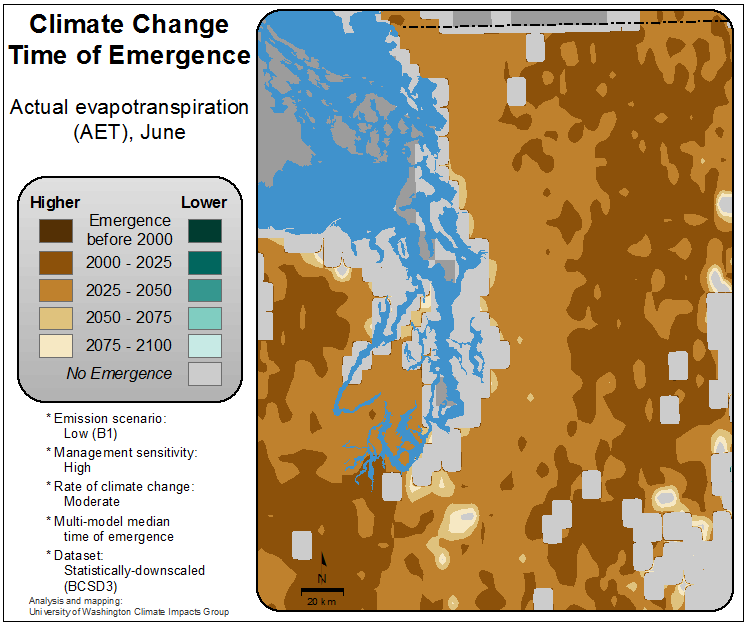 Climate Change
Time of Emergence
Actual evapotranspiration
(AET), June
Higher
Lower
Emergence
before 2000
2000 - 2025
2025 - 2050
2050 - 2075
2075 - 2100
No Emergence
* Emission scenario:
Low (B1)
* Management sensitivity:
High
* Rate of climate change:
Moderate
* Multi-model median
time of emergence
* Dataset:
Statistically-downscaled
(BCSD3)
Analysis and mapping:
University of Washington Climate Impacts Group
N
20 km